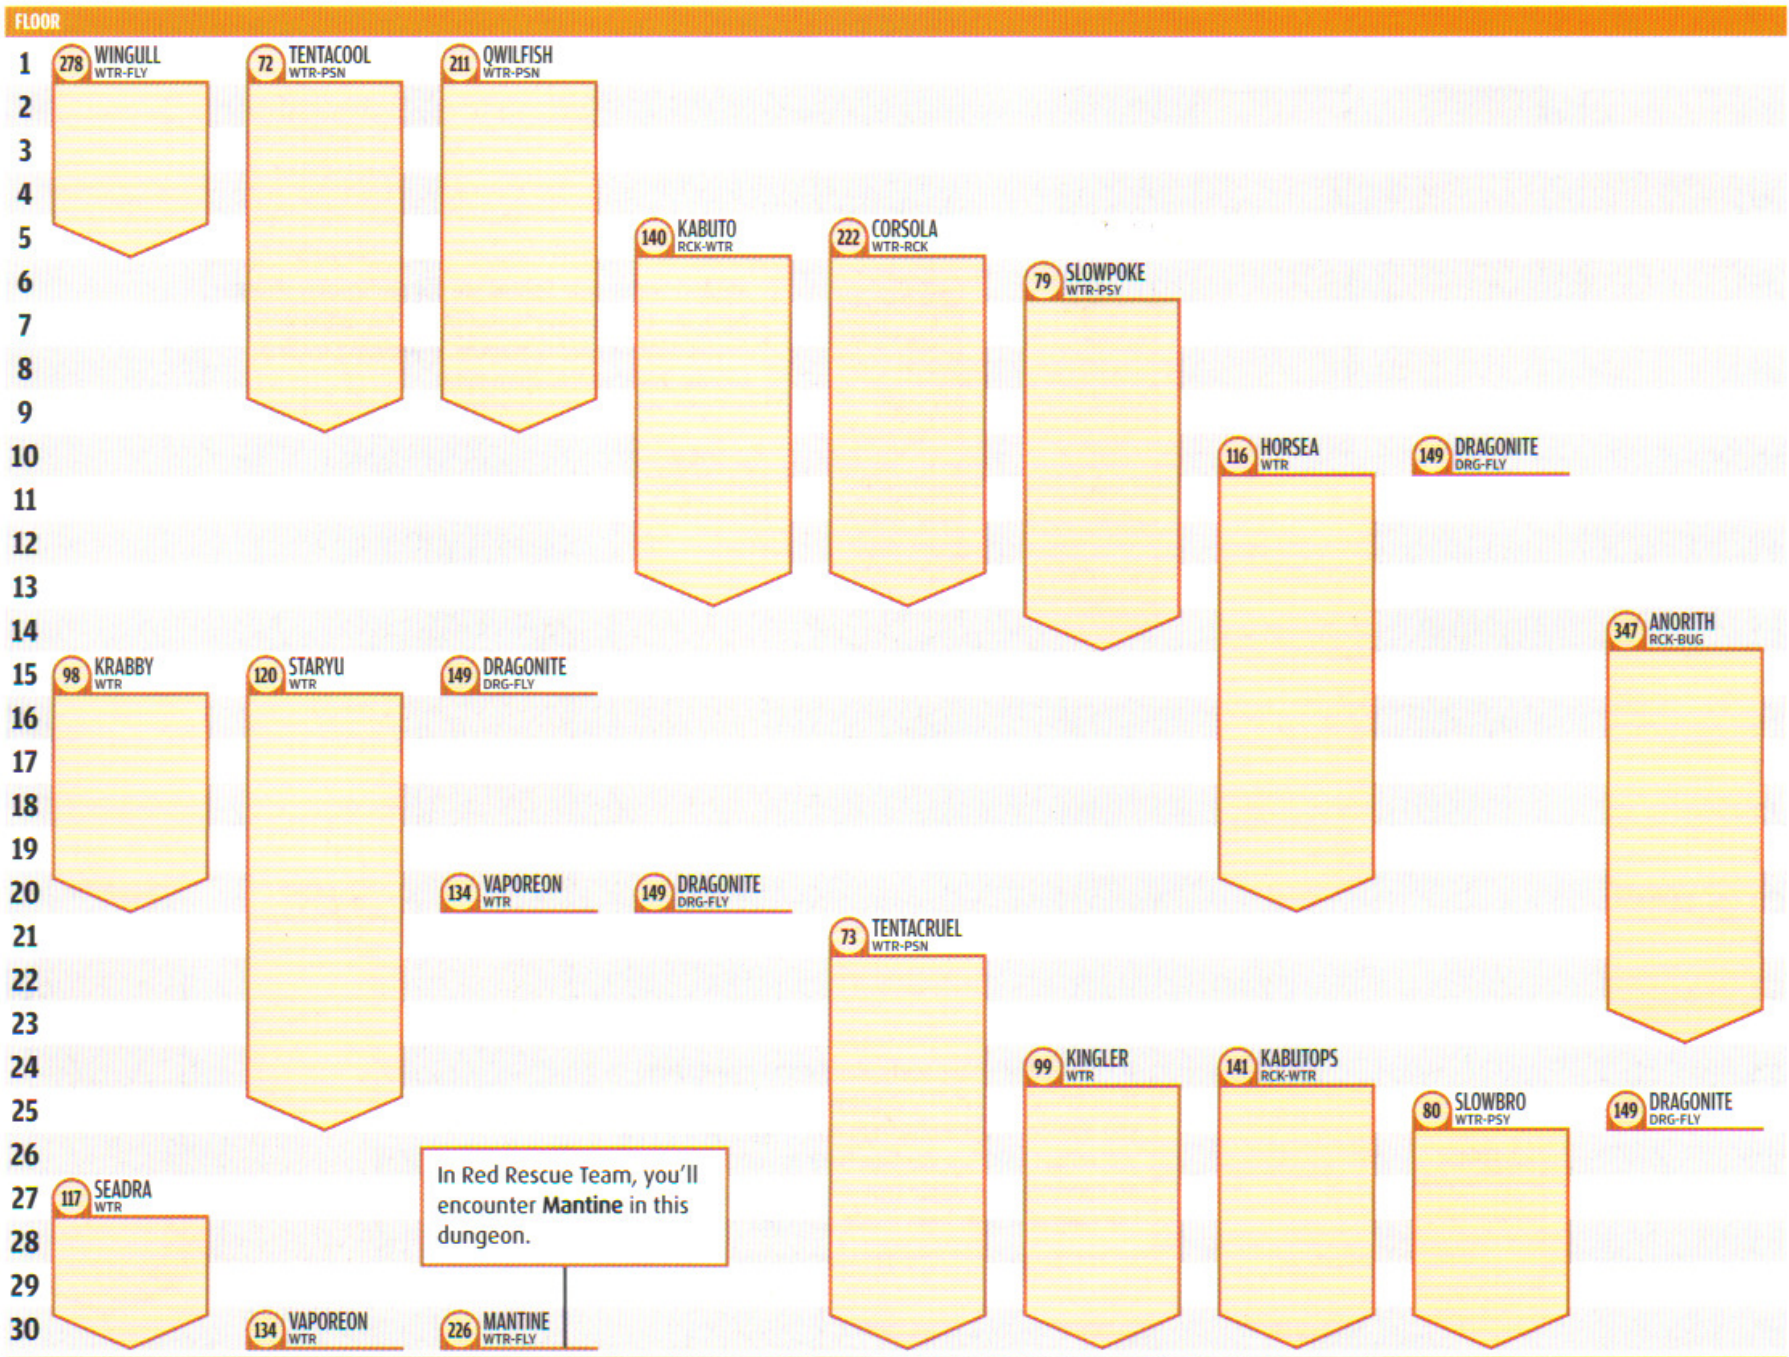 FLOOR
1 278 WINGULL 72 TENTACOOL 211 QWILFISH
WTR-FLY WTR-PSN WTR-PSN
2
3
4
5 140 KABUTO 222 CORSOLA
RCK-WTR WTR-RCK
6 79 SLOWPOKE
WTR-PSY
7
8
9
10 116 HORSEA 149 DRAGONITE
WTR DRG-FLY
11
12
13
14 347 ANORITH
RCK-BUG
15 98 KRABBY 120 STARYU 149 DRAGONITE
WTR WTR DRG-FLY
16
17
18
19
20 134 VAPOREON 149 DRAGONITE
WTR DRG-FLY
21 73 TENTACRUEL
WTR-PSN
22
23
24 99 KINGLER 141 KABUTOPS
WTR RCK-WTR
25 80 SLOWBRO 149 DRAGONITE
WTR-PSY DRG-FLY
26
In Red Rescue Team, you'll
encounter Mantine in this
dungeon.
27 117 SEADRA
WTR
28
29
30 134 VAPOREON 226 MANTINE
WTR WTR-FLY